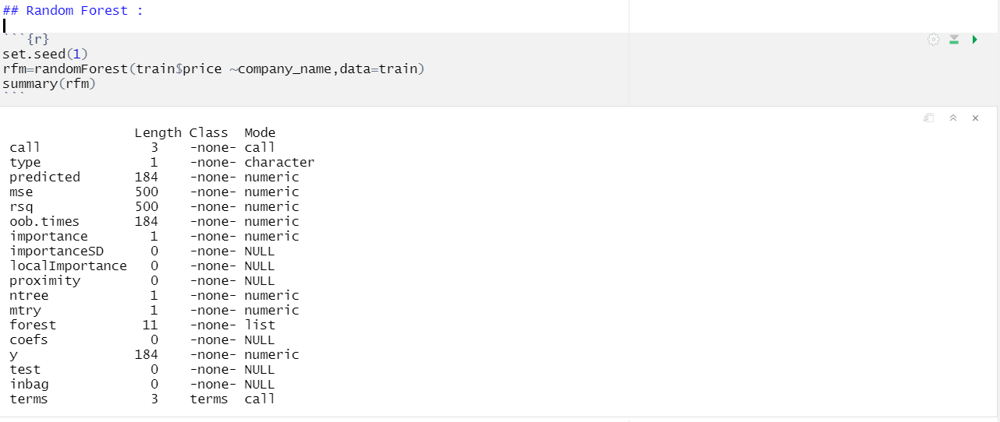 ## Random Forest :
```{r}
set.seed(1)
rfm=randomForest(train$price ~company_name,data=train)
summary(rfm)
```
Length Class Mode
call 3 -none- call
type 1 -none- character
predicted 184 -none- numeric
mse 500 -none- numeric
rsq 500 -none- numeric
oob.times 184 -none- numeric
importance 1 -none- numeric
importanceSD 0 -none- NULL
localImportance 0 -none- NULL
proximity 0 -none- NULL
ntree 1 -none- numeric
mtry 1 -none- numeric
forest 11 -none- list
coefs 0 -none- NULL
y 184 -none- numeric
test 0 -none- NULL
inbag 0 -none- NULL
terms 3 terms call